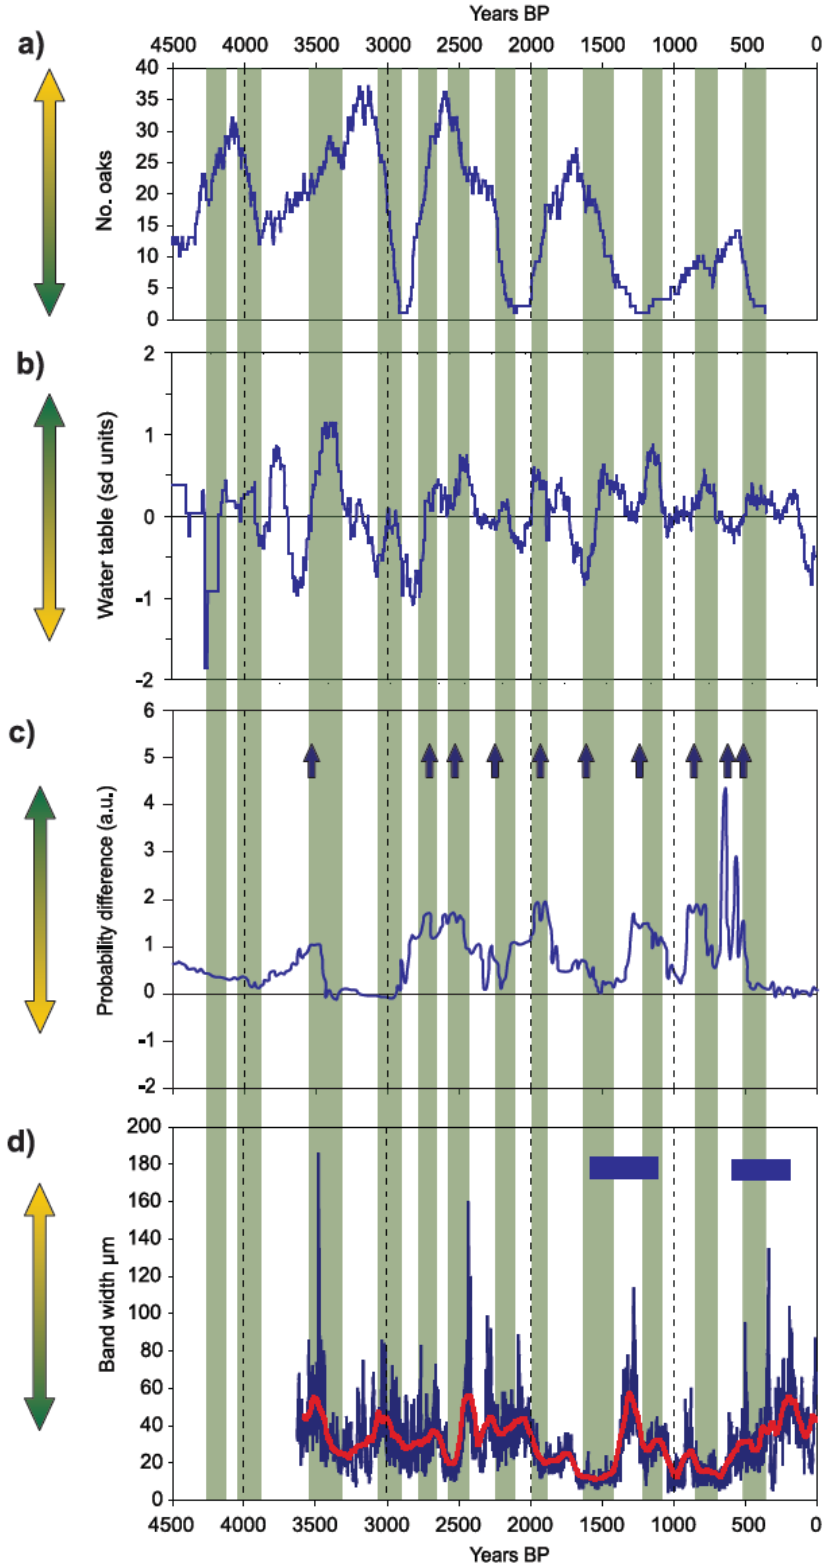 Years BP
4500 4000 3500 3000 2500 2000 1500 1000 500 0
a)
No. oaks
40
35
30
25
20
15
10
5
0
b)
Water table (sd units)
2
1
0
-1
-2
c)
Probability difference (a.u.)
6
5
4
3
2
1
0
-1
-2
d)
Band width µm
200
180
160
140
120
100
80
60
40
20
0
4500 4000 3500 3000 2500 2000 1500 1000 500 0
Years BP